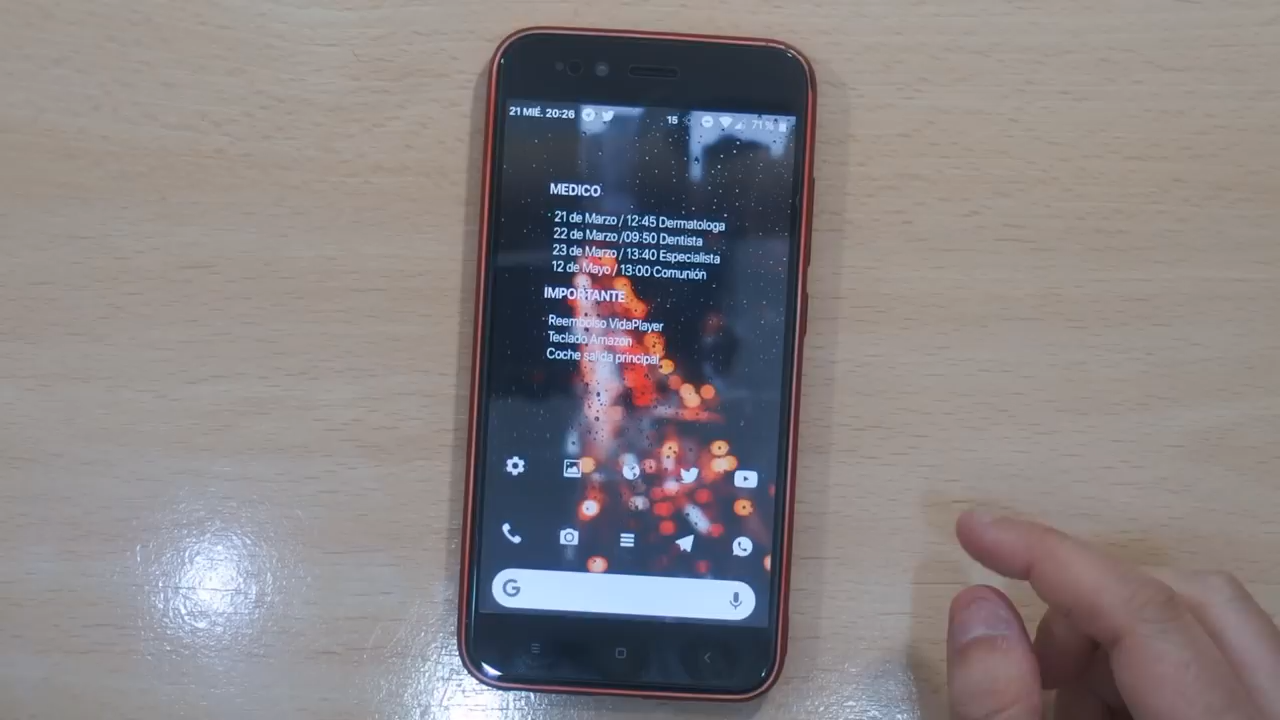 21 MIÉ. 20:26
15
71 %
MEDICO
21 de Marzo / 12:45 Dermatologa
22 de Marzo /09:50 Dentista
23 de Marzo / 13:40 Especialista
12 de Mayo / 13:00 Comunión
IMPORTANTE
Reembolso VidaPlayer
Teclado Amazon
Coche salida principal
G